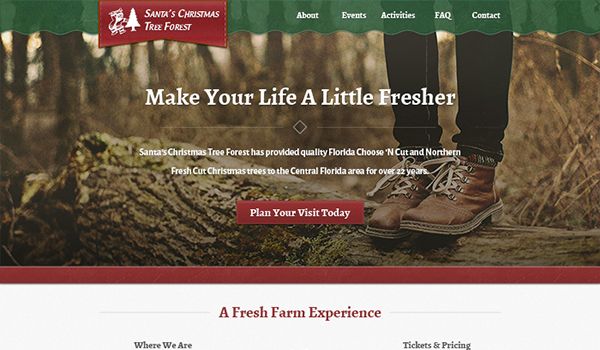 Santa's Christmas
Tree Forest
About Events Activities FAQ Contact
Make Your Life A Little Fresher
Santa's Christmas Tree Forest has provided quality Florida Choose 'N Cut and Northern
Fresh Cut Christmas trees to the Central Florida area for over 22 years.
Plan Your Visit Today
A Fresh Farm Experience
Where We Are Tickets & Pricing